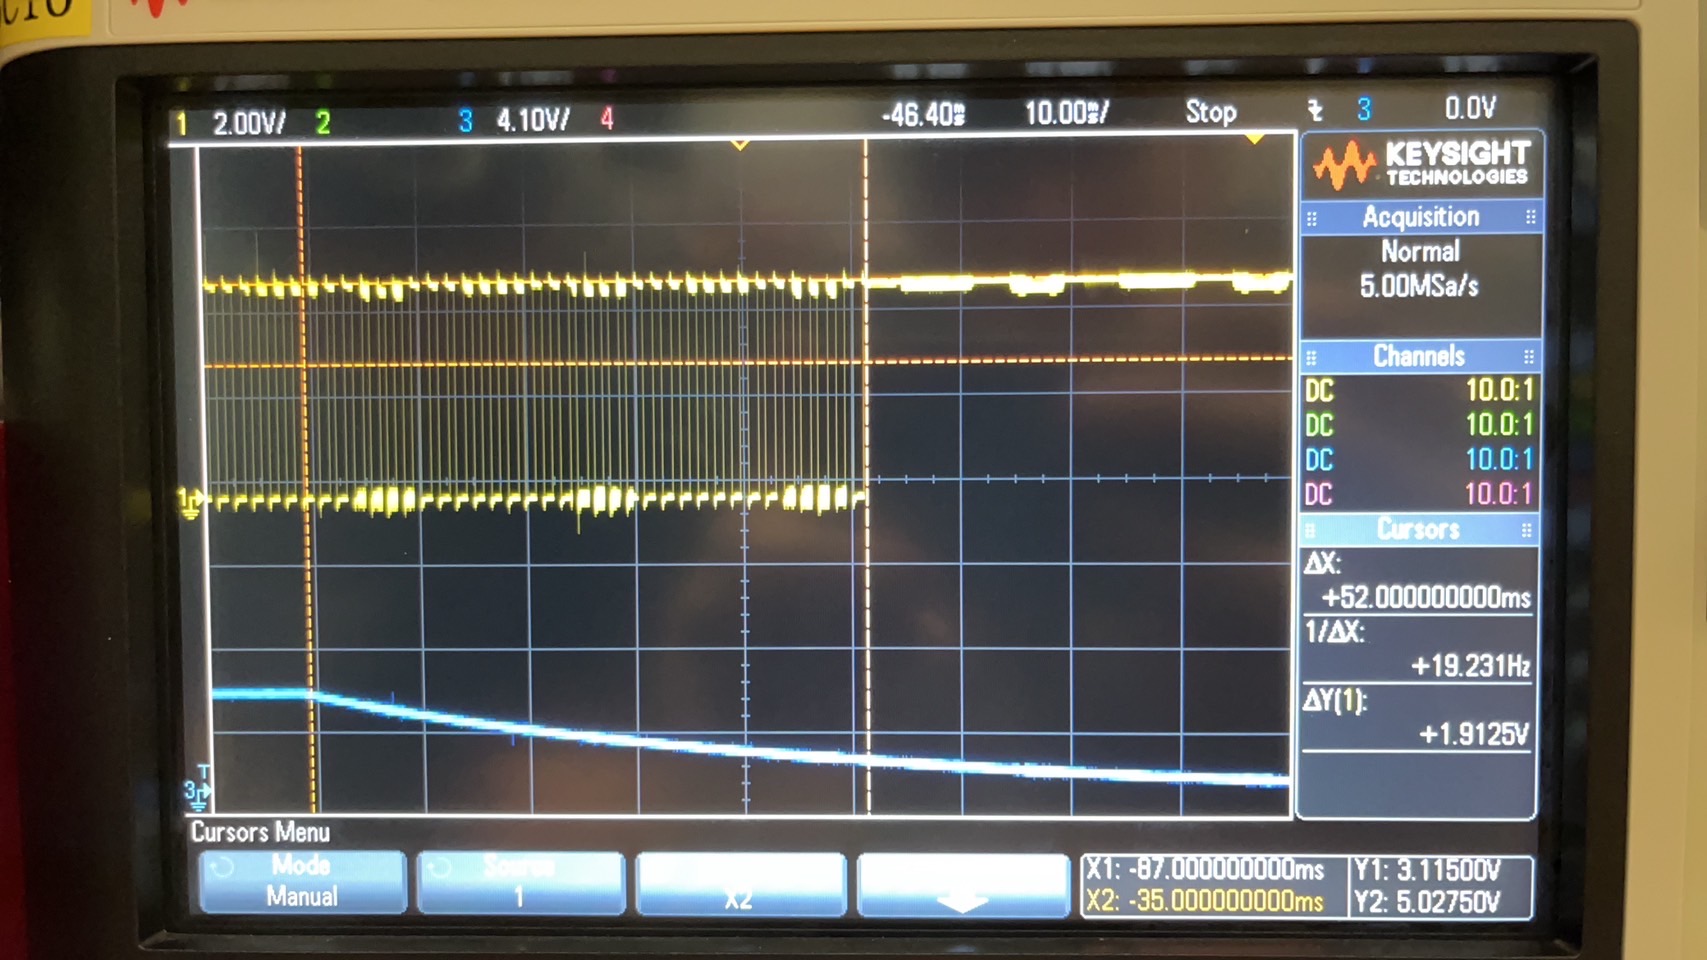 1 2.00V/ 2 3 4.10V/ 4 -46.40ms 10.00ms/ Stop 3 0.0V
KEYSIGHT
TECHNOLOGIES
Acquisition
Normal
5.00MSa/s
Channels
DC 10.0:1
DC 10.0:1
DC 10.0:1
DC 10.0:1
Cursors
ΔX:
+52.000000000ms
1/ΔX:
+19.231Hz
ΔY(1):
+1.9125V
1
T
3
Cursors Menu
Mode
Manual
Source
1
X2
X1: -87.000000000ms
X2: -35.000000000ms
Y1: 3.11500V
Y2: 5.02750V